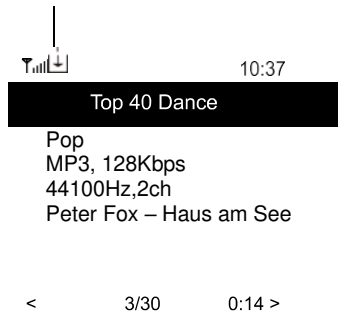 10:37
Top 40 Dance
Pop
MP3, 128Kbps
44100Hz,2ch
Peter Fox – Haus am See
< 3/30 0:14 >